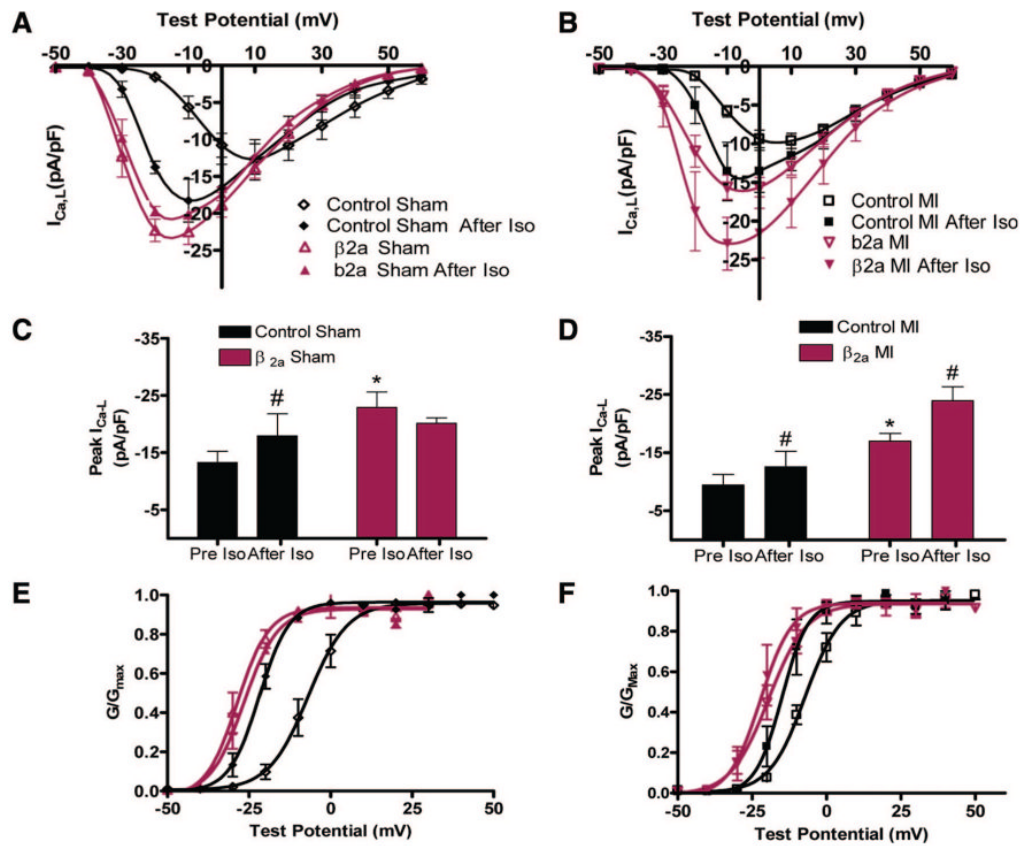 A
Test Potential (mV)
-50 -30 -10 10 30 50
0
-5
-10
-15
-20
-25
I Ca,L (pA/pF)
Control Sham
Control Sham After Iso
β2a Sham
b2a Sham After Iso
B
Test Potential (mv)
-50 -30 -10 10 30 50
0
-5
-10
-15
-20
-25
I Ca,L (pA/pF)
Control MI
Control MI After Iso
b2a MI
β2a MI After Iso
C
Control Sham
β 2a Sham
-35
-25
-15
-5
Peak I Ca-L
(pA/pF)
#
*
Pre Iso After Iso Pre Iso After Iso
D
Control MI
β2a MI
-35
-25
-15
-5
Peak I Ca-L
(pA/pF)
#
*
#
Pre Iso After Iso Pre Iso After Iso
E
1.0
0.8
0.6
0.4
0.2
0.0
G/Gmax
-50 -25 0 25 50
Test Potential (mV)
F
1.0
0.8
0.6
0.4
0.2
0.0
G/GMax
-50 -25 0 25 50
Test Pontential (mV)